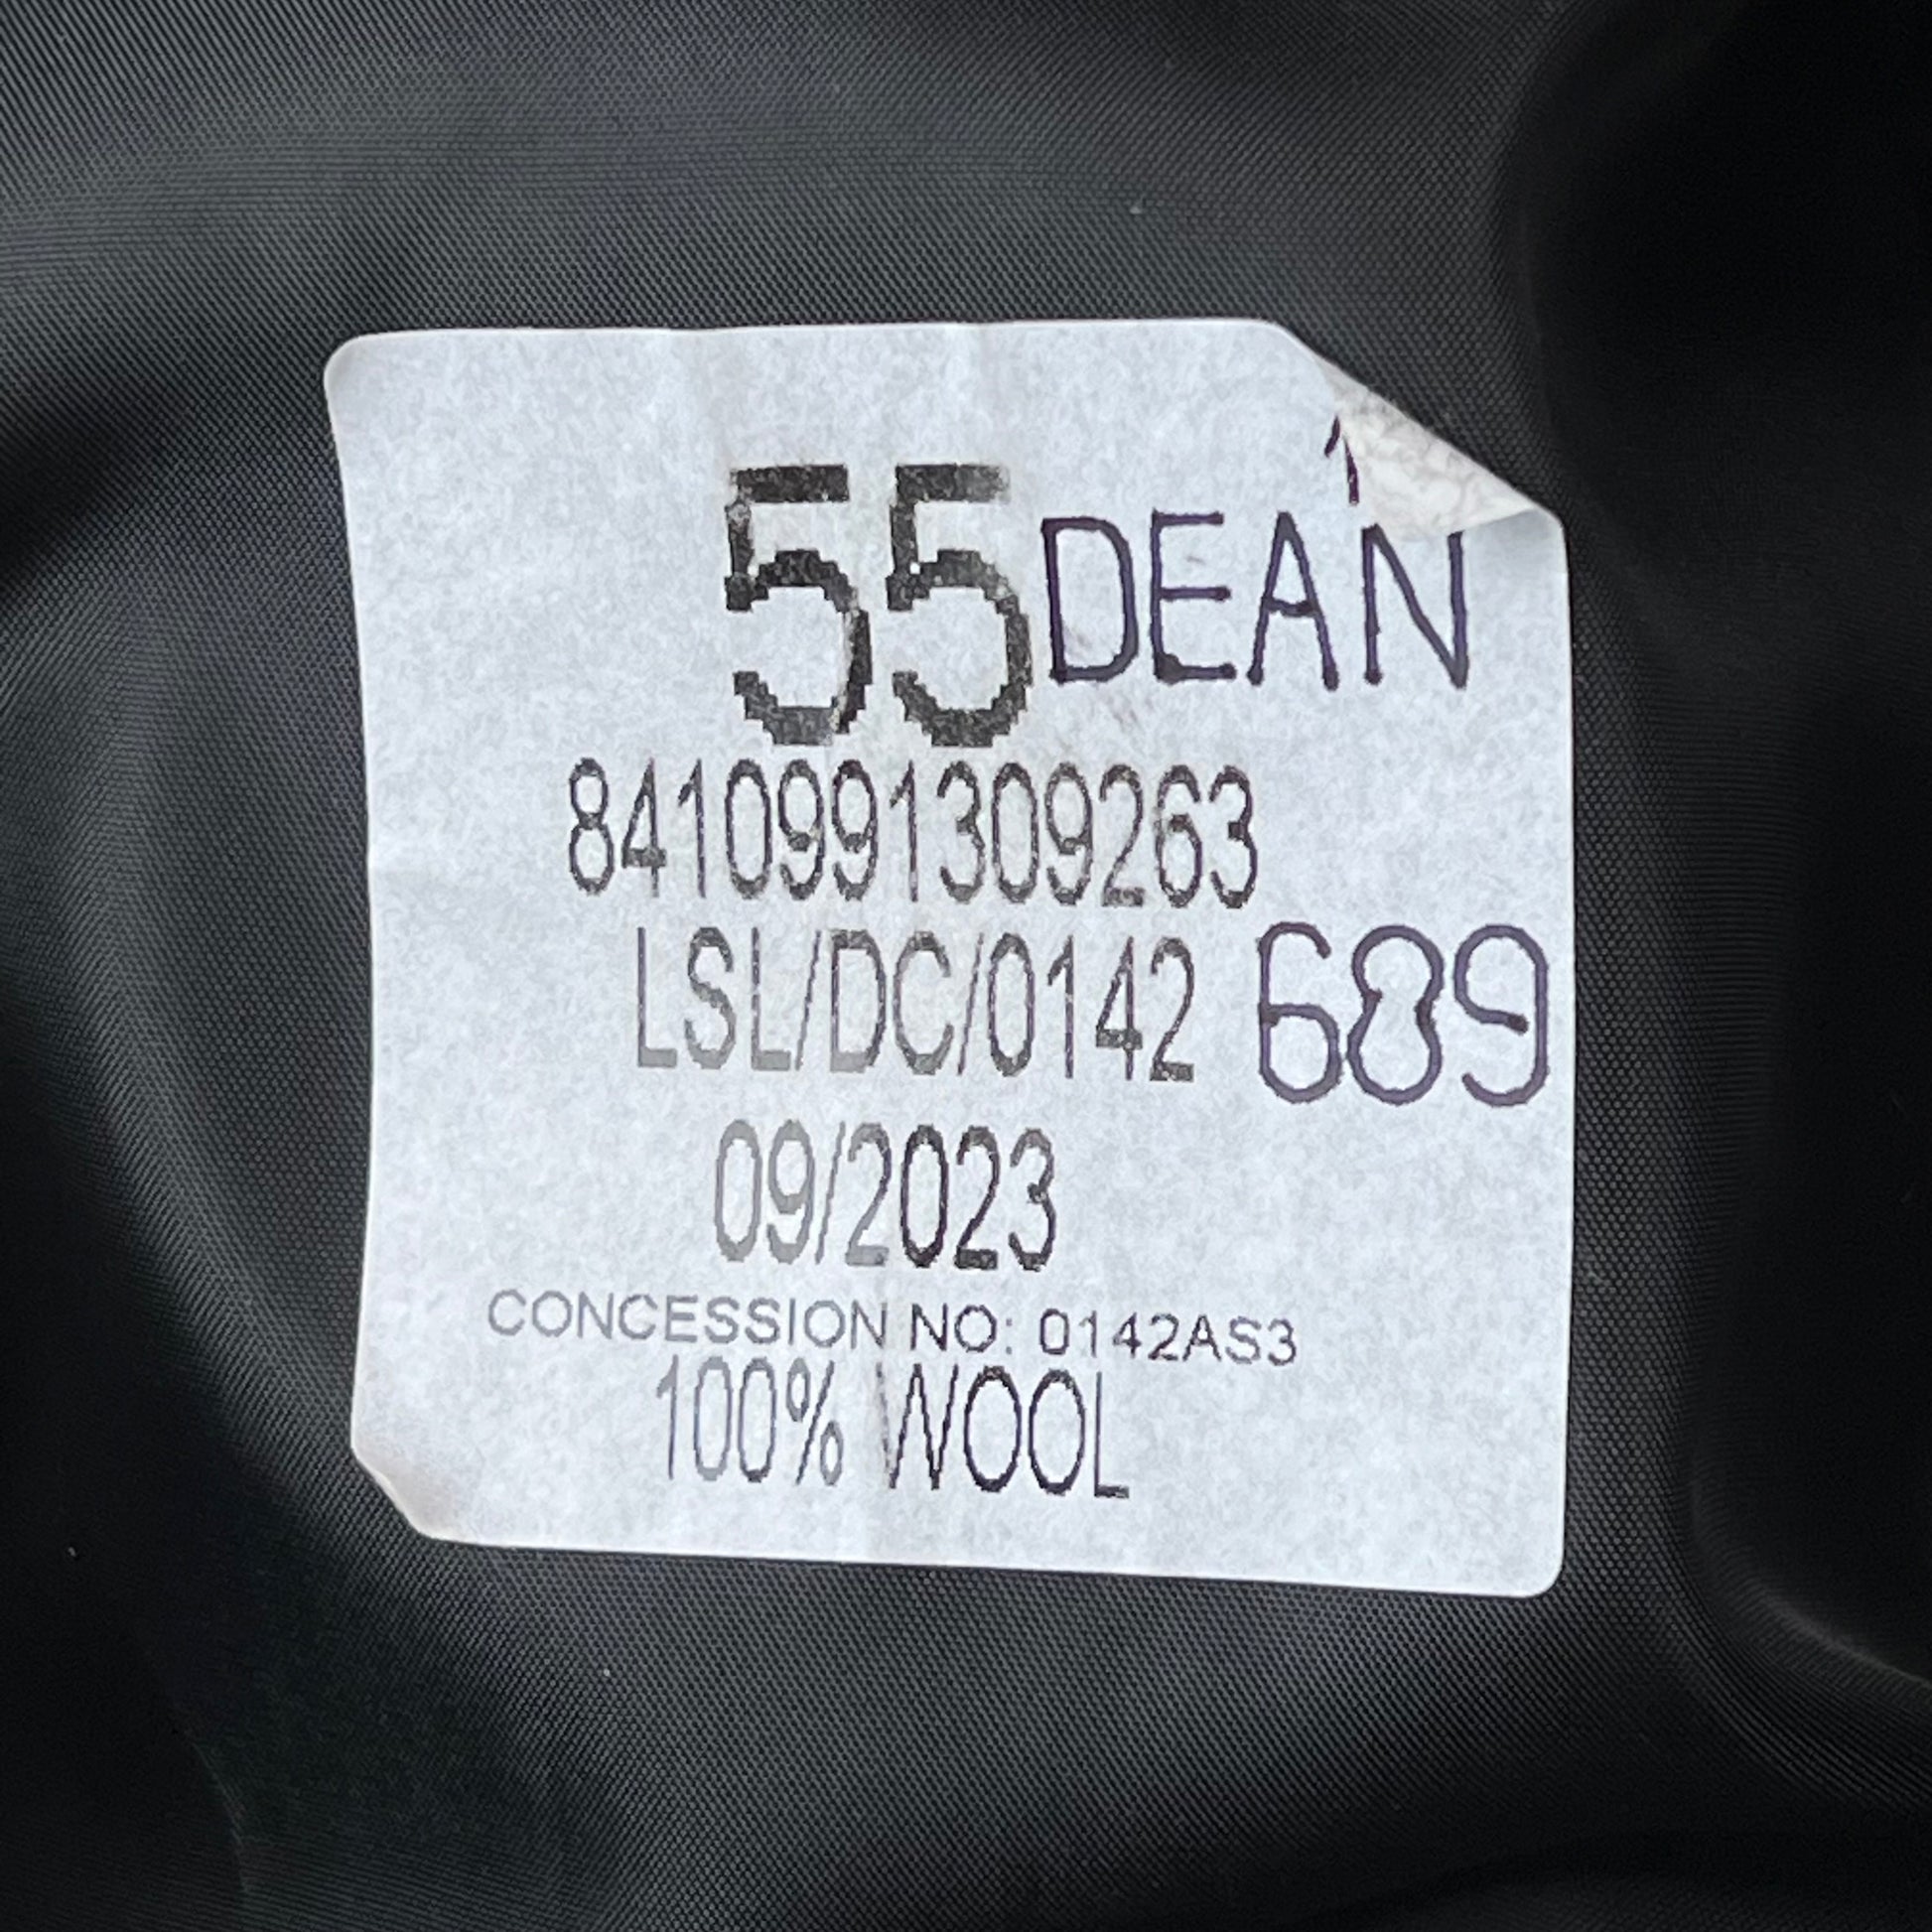 55 DEAN
8410991309263
LSL/DC/0142 689
09/2023
CONCESSION NO: 0142AS3
100% WOOL